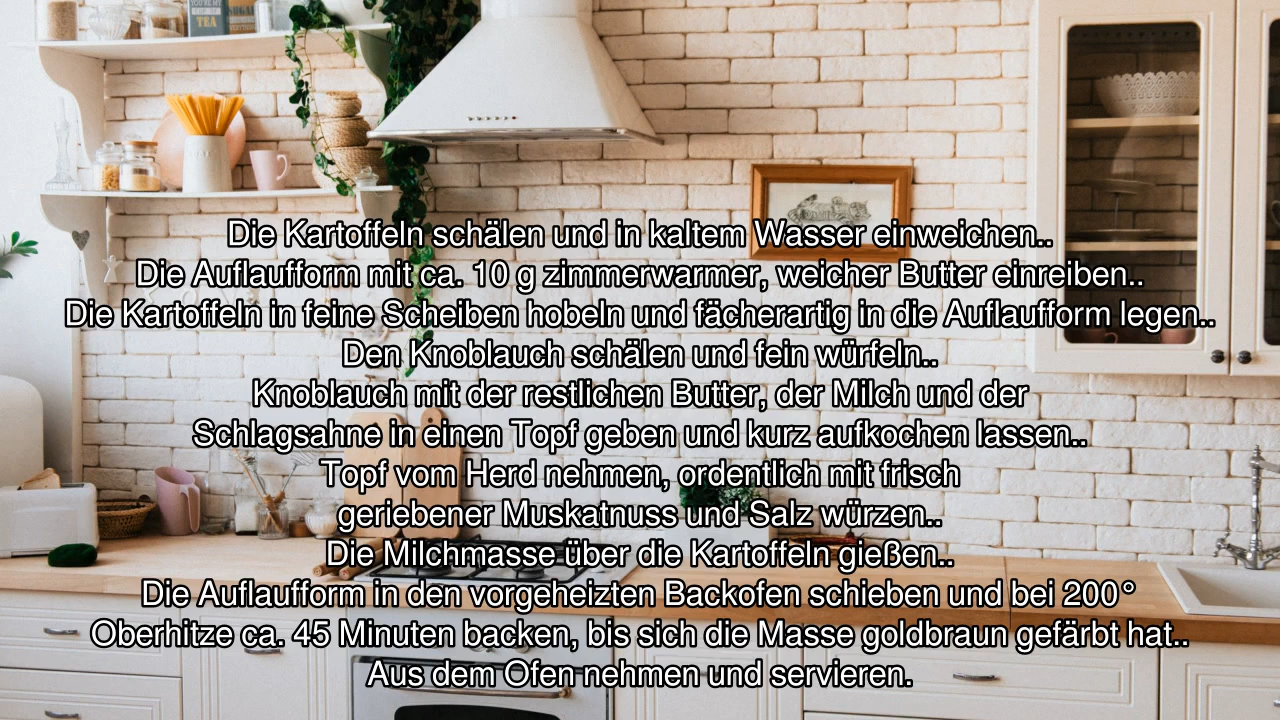 TEA
Die Kartoffeln schälen und in kaltem Wasser einweichen..
Die Auflaufform mit ca. 10 g zimmerwarmer, weicher Butter einreiben..
Die Kartoffeln in feine Scheiben hobeln und fächerartig in die Auflaufform legen..
Den Knoblauch schälen und fein würfeln..
Knoblauch mit der restlichen Butter, der Milch und der
Schlagsahne in einen Topf geben und kurz aufkochen lassen..
Topf vom Herd nehmen, ordentlich mit frisch
geriebener Muskatnuss und Salz würzen..
Die Milchmasse über die Kartoffeln gießen..
Die Auflaufform in den vorgeheizten Backofen schieben und bei 200°
Oberhitze ca. 45 Minuten backen, bis sich die Masse goldbraun gefärbt hat..
Aus dem Ofen nehmen und servieren.